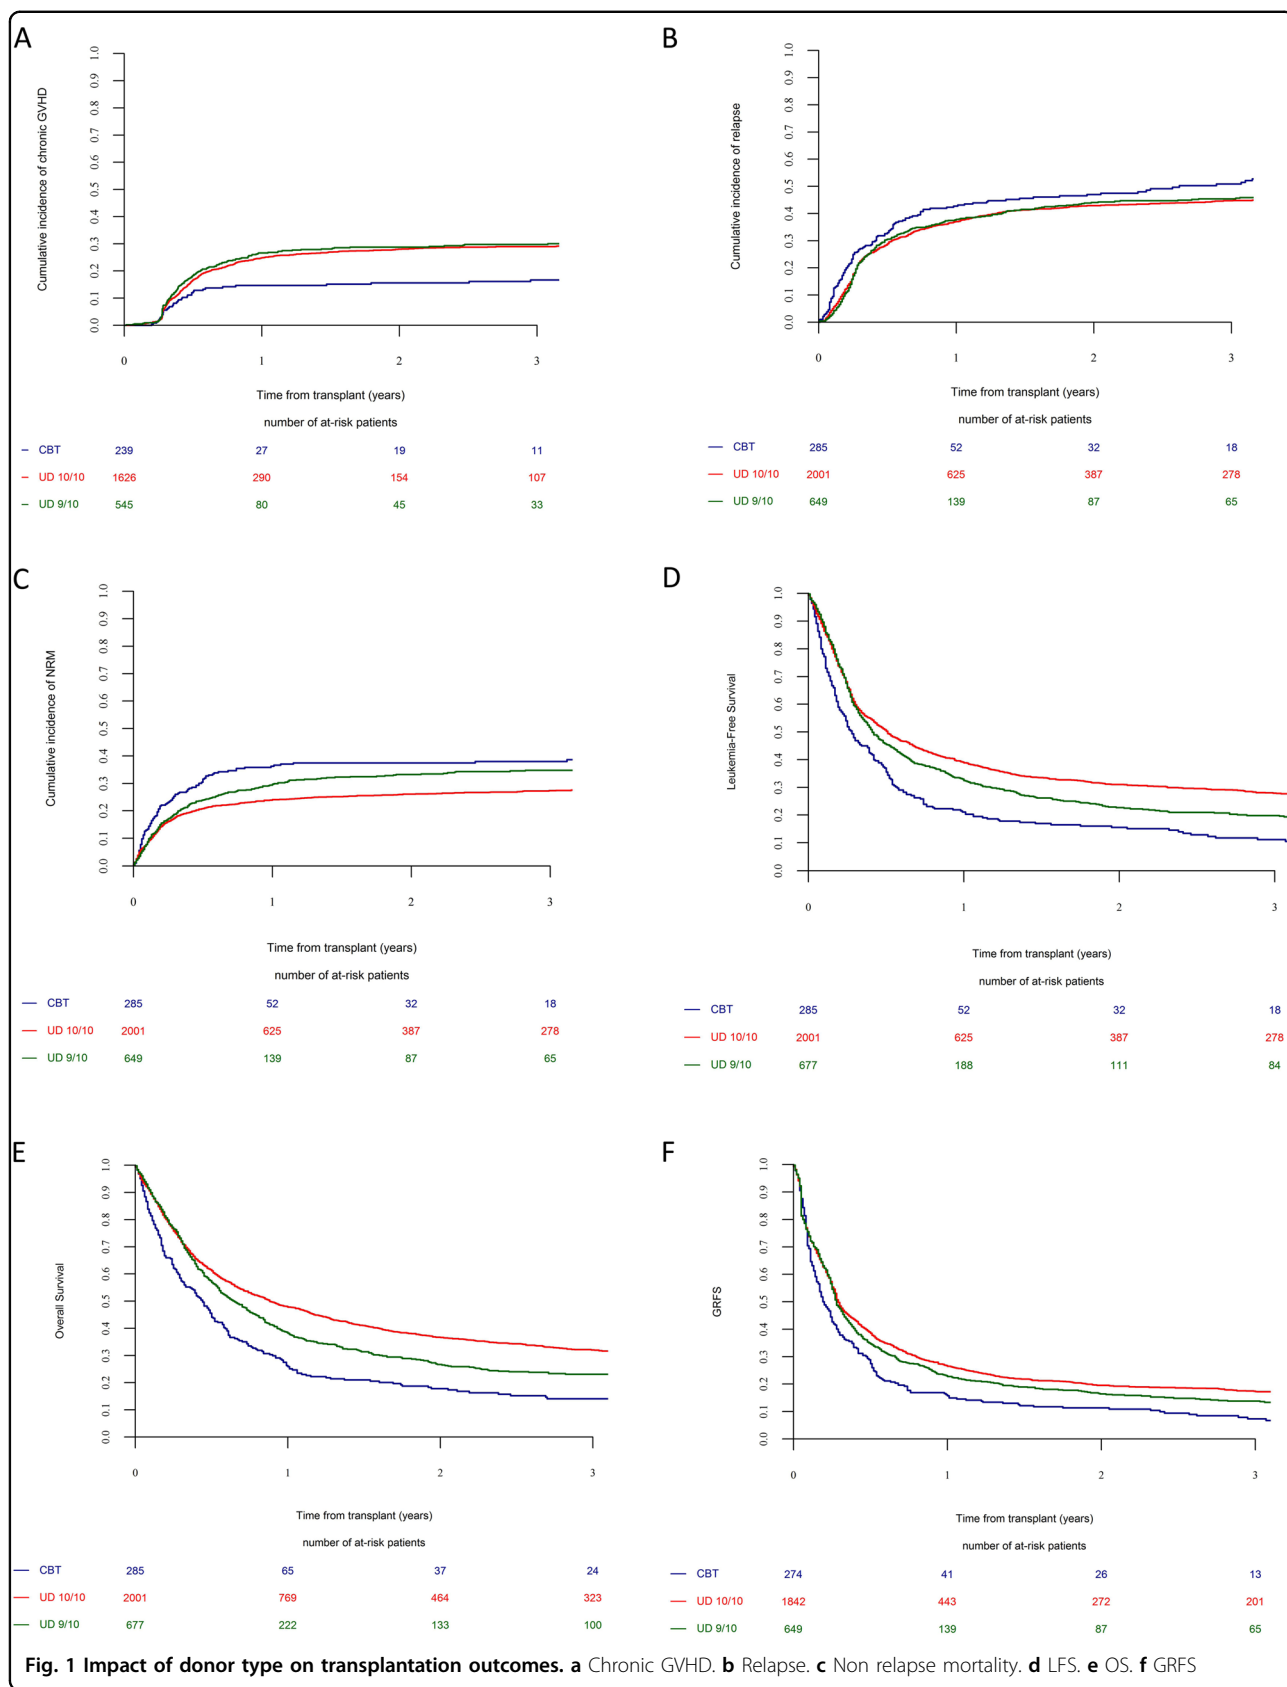 A
Cumulative incidence of chronic GVHD
1.0
0.9
0.8
0.7
0.6
0.5
0.4
0.3
0.2
0.1
0.0
0 1 2 3
Time from transplant (years)
number of at-risk patients
CBT 239 27 19 11
UD 10/10 1626 290 154 107
UD 9/10 545 80 45 33
B
Cumulative incidence of relapse
1.0
0.9
0.8
0.7
0.6
0.5
0.4
0.3
0.2
0.1
0.0
0 1 2 3
Time from transplant (years)
number of at-risk patients
CBT 285 52 32 18
UD 10/10 2001 625 387 278
UD 9/10 649 139 87 65
C
Cumulative incidence of NRM
1.0
0.9
0.8
0.7
0.6
0.5
0.4
0.3
0.2
0.1
0.0
0 1 2 3
Time from transplant (years)
number of at-risk patients
CBT 285 52 32 18
UD 10/10 2001 625 387 278
UD 9/10 649 139 87 65
D
Leukemia-Free Survival
1.0
0.9
0.8
0.7
0.6
0.5
0.4
0.3
0.2
0.1
0.0
0 1 2 3
Time from transplant (years)
number of at-risk patients
CBT 285 52 32 18
UD 10/10 2001 625 387 278
UD 9/10 677 188 111 84
E
Overall Survival
1.0
0.9
0.8
0.7
0.6
0.5
0.4
0.3
0.2
0.1
0.0
0 1 2 3
Time from transplant (years)
number of at-risk patients
CBT 285 65 37 24
UD 10/10 2001 769 464 323
UD 9/10 677 222 133 100
F
GRFS
1.0
0.9
0.8
0.7
0.6
0.5
0.4
0.3
0.2
0.1
0.0
0 1 2 3
Time from transplant (years)
number of at-risk patients
CBT 274 41 26 13
UD 10/10 1842 443 272 201
UD 9/10 649 139 87 65
Fig. 1 Impact of donor type on transplantation outcomes. a Chronic GVHD. b Relapse. c Non relapse mortality. d LFS. e OS. f GRFS